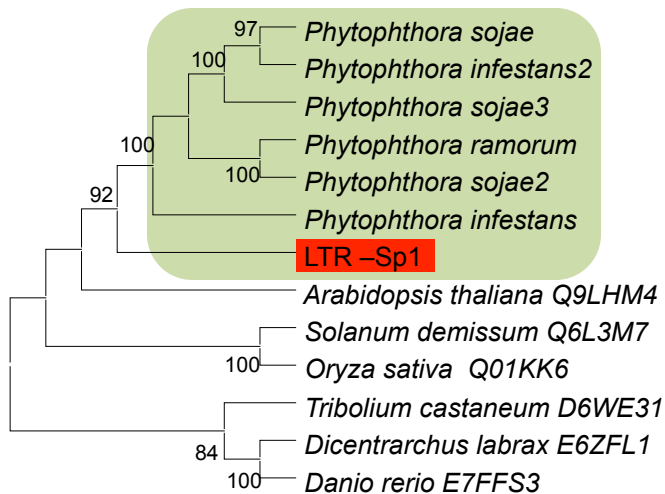 97
Phytophthora sojae
100
Phytophthora infestans2
Phytophthora sojae3
100
Phytophthora ramorum
100
Phytophthora sojae2
92
Phytophthora infestans
LTR –Sp1
Arabidopsis thaliana Q9LHM4
Solanum demissum Q6L3M7
100
Oryza sativa Q01KK6
Tribolium castaneum D6WE31
84
Dicentrarchus labrax E6ZFL1
100
Danio rerio E7FFS3